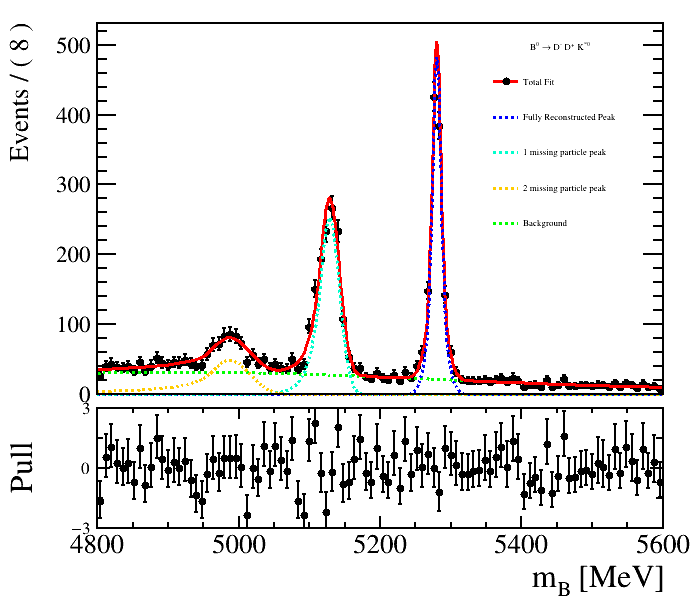 Events / ( 8 )
500
400
300
200
100
0
B⁰ → D⁻ D⁺ K*⁰
Total Fit
Fully Reconstructed Peak
1 missing particle peak
2 missing particle peak
Background
Pull
3
0
−3
4800 5000 5200 5400 5600
m_B [MeV]